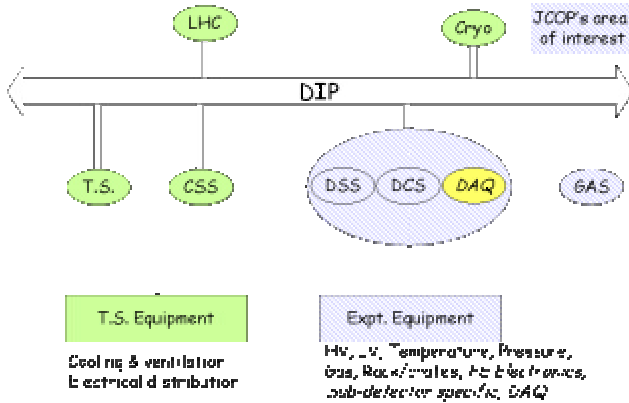 LHC
Cryo
JCOP's area
of interest
DIP
T.S.
CSS
DSS
DCS
DAQ
GAS
T.S. Equipment
Expt. Equipment
Cooling & ventilation
Electrical distribution
HV, LV, Temperature, Pressure,
Gas, Rack/crates, FE Electronics,
Sub-detector specific, DAQ